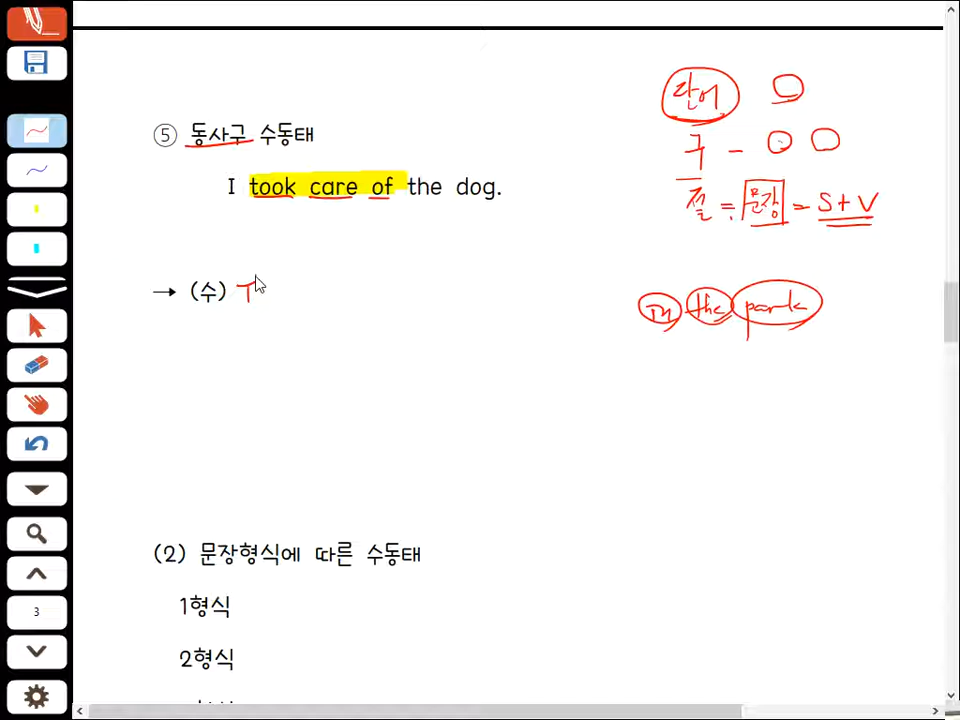 ⑤ 동사구 수동태
I took care of the dog.
→ (수) T
단어
구 -
절 ≒ 문장 = S+V
in the park
(2) 문장형식에 따른 수동태
1형식
2형식
3